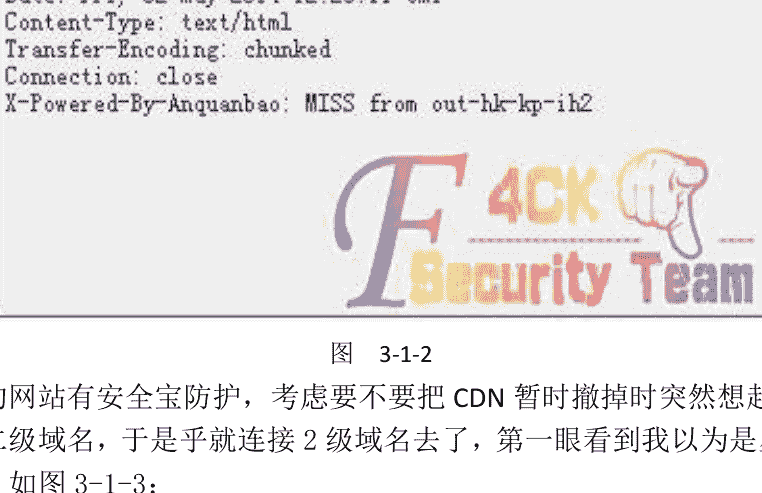 Content-Type: text/html
Transfer-Encoding: chunked
Connection: close
X-Powered-By-Anquanbao: MISS from out-hk-kp-ih2
F 4CK
Security Team
图 3-1-2
网站有安全宝防护，考虑要不要把 CDN 暂时撤掉时突然想起
级域名，于是乎就连接 2 级域名去了，第一眼看到我以为是
如图 3-1-3：